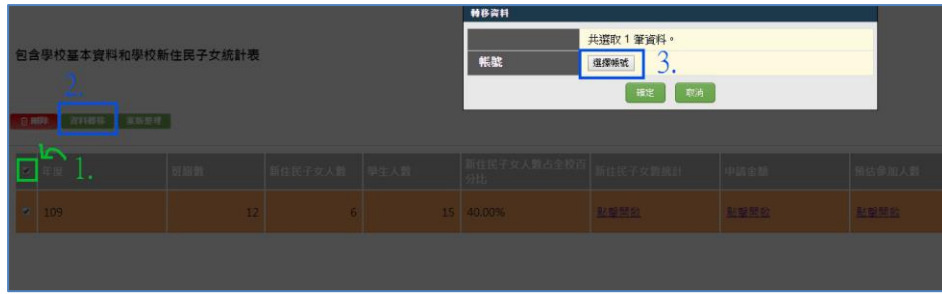 轉移資料
共選取 1 筆資料。
帳號
選擇帳號
3.
確定
取消
包含學校基本資料和學校新住民子女統計表
2.
刪除
資料轉移
重新整理
1.
年度
班級數
新住民子女人數
學生人數
新住民子女人數占全校百分比
新住民子女數統計
申請金額
預估參加人數
109
12
6
15
40.00%
點擊開啟
點擊開啟
點擊開啟